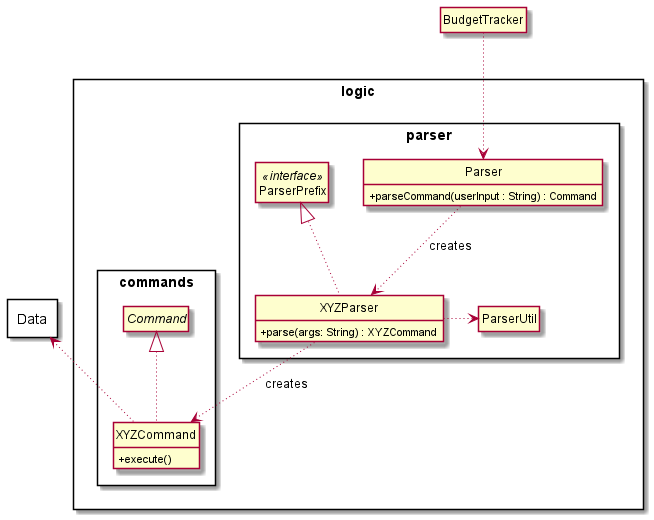 BudgetTracker
logic
parser
«interface»
ParserPrefix
Parser
+parseCommand(userInput : String) : Command
creates
commands
Command
XYZParser
+parse(args: String) : XYZCommand
ParserUtil
Data
creates
XYZCommand
+execute()